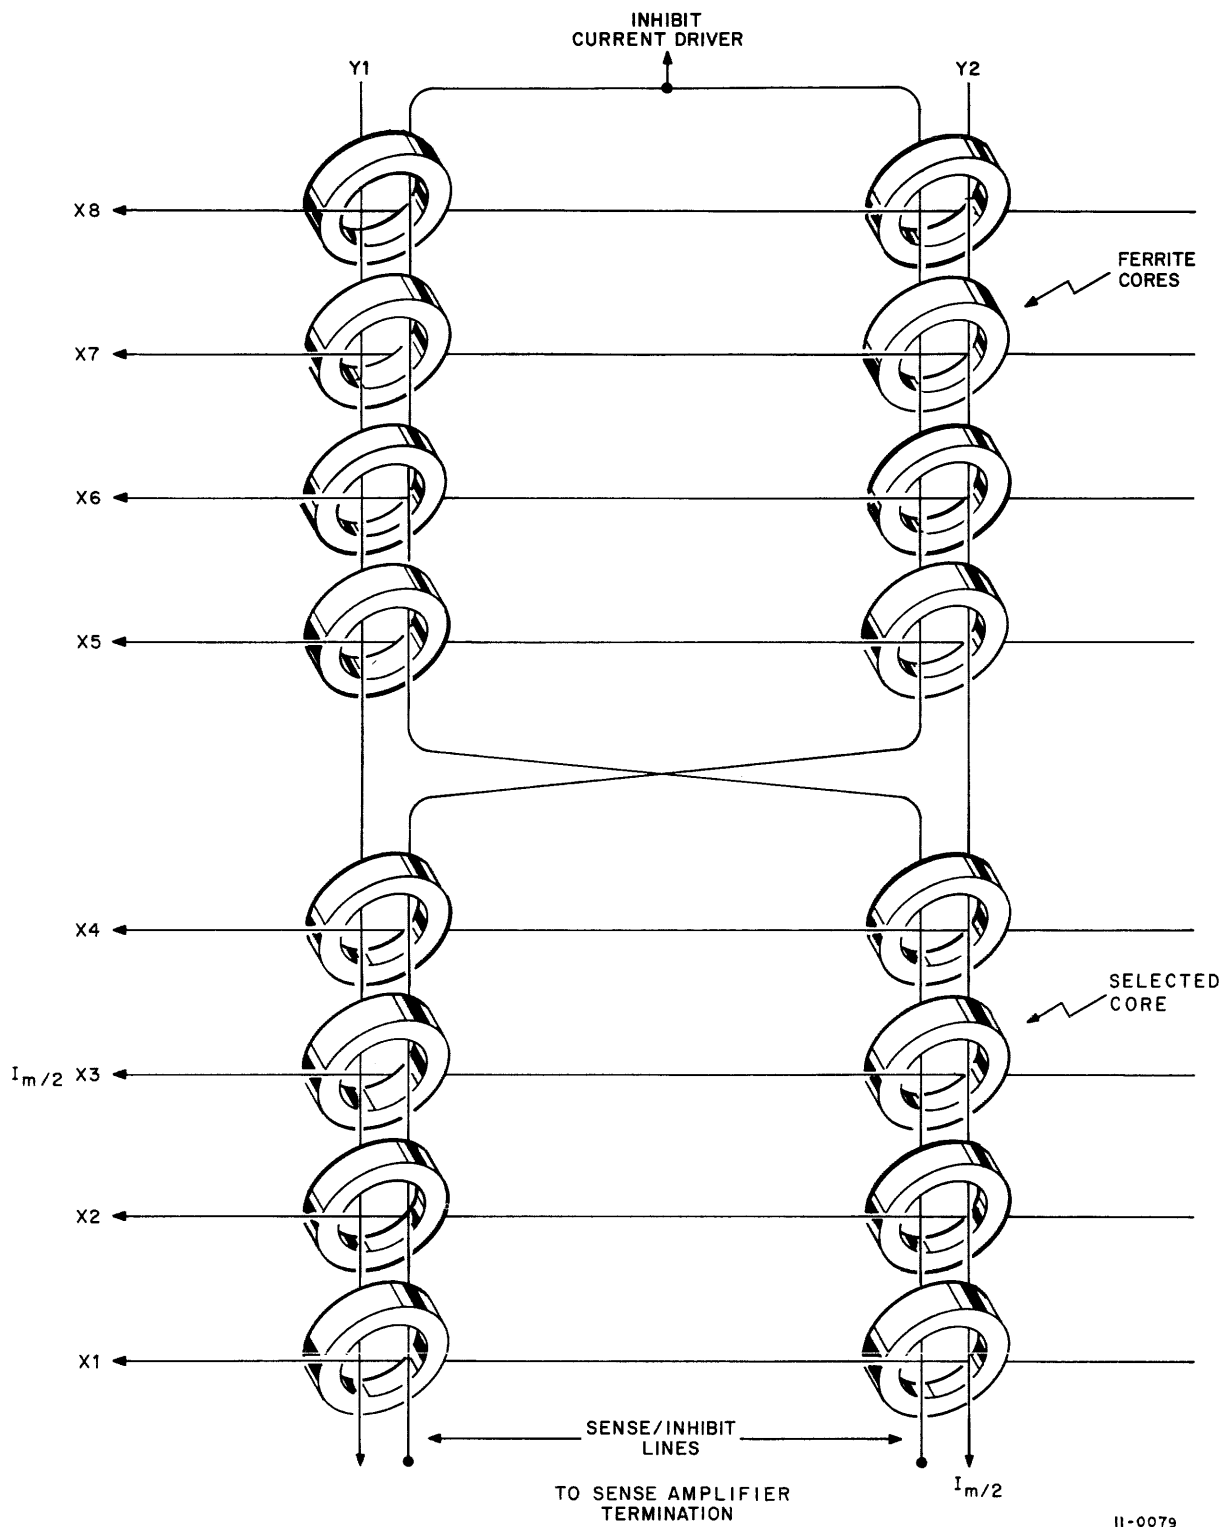 INHIBIT
CURRENT DRIVER
Y1
Y2
X8
FERRITE
CORES
X7
X6
X5
X4
SELECTED
CORE
Im/2 X3
X2
X1
SENSE/INHIBIT
LINES
Im/2
TO SENSE AMPLIFIER
TERMINATION
11-0079